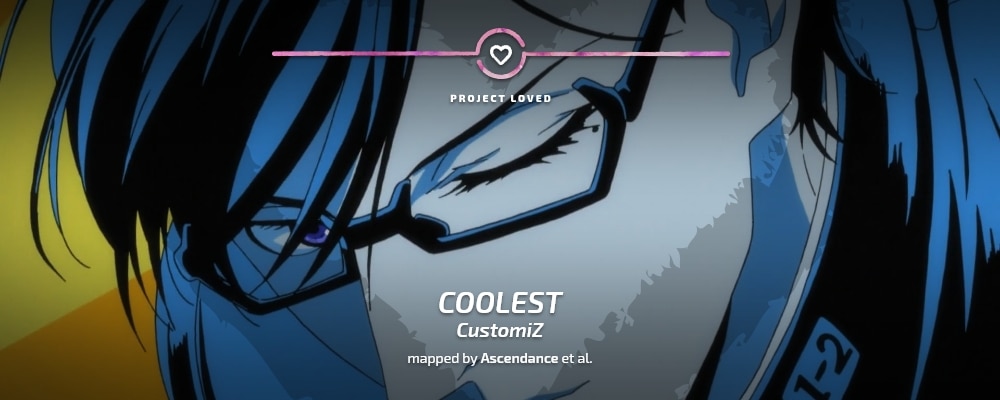 PROJECT LOVED
COOLEST
CustomiZ
mapped by Ascendance et al.
1-2